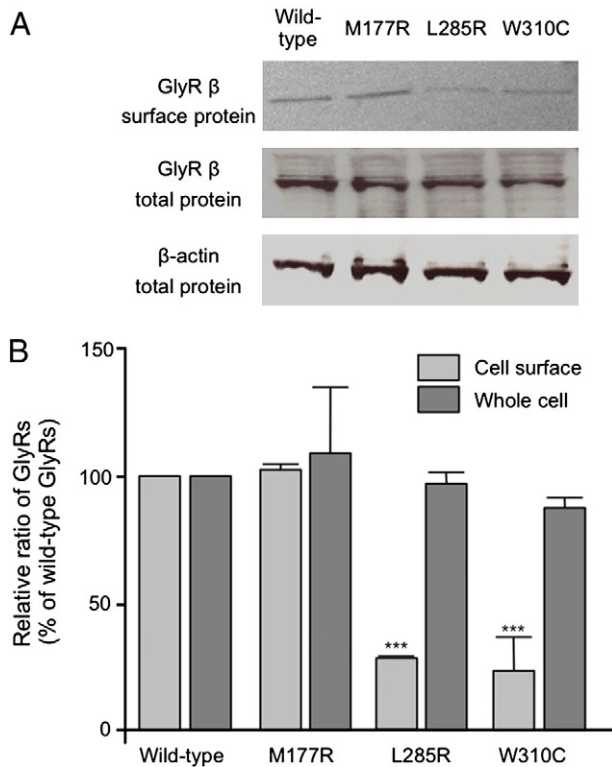 A
Wild-
type
M177R
L285R
W310C
GlyR β
surface protein
GlyR β
total protein
β-actin
total protein
B
150
100
50
0
Relative ratio of GlyRs
(% of wild-type GlyRs)
Cell surface
Whole cell
***
***
Wild-type
M177R
L285R
W310C